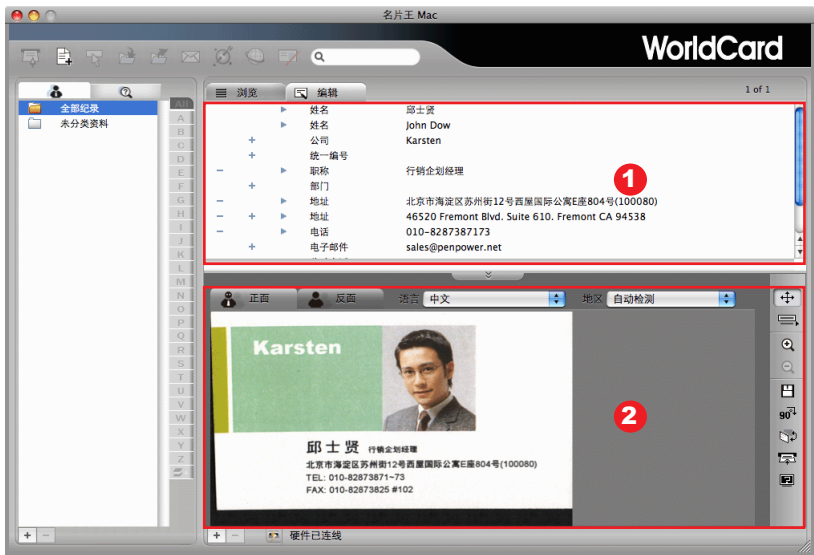 名片王 Mac
WorldCard
浏览
编辑
1 of 1
全部纪录
未分类资料
All
A
B
C
D
E
F
G
H
I
J
K
L
M
N
O
P
Q
R
S
T
U
V
W
X
Y
Z
姓名 邱士贤
姓名 John Dow
公司 Karsten
统一编号
职称 行销企划经理
部门
地址 北京市海淀区苏州街12号西屋国际公寓E座804号(100080)
地址 46520 Fremont Blvd. Suite 610. Fremont CA 94538
电话 010-8287387173
电子邮件 sales@penpower.net
1
正面
反面
语言 中文
地区 自动检测
Karsten
邱士贤 行销企划经理
北京市海淀区苏州街12号西屋国际公寓E座804号(100080)
TEL: 010-82873871~73
FAX: 010-82873825 #102
2
90°
硬件已连线